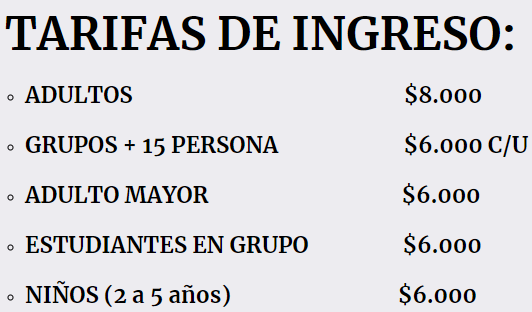 TARIFAS DE INGRESO:
ADULTOS $8.000
GRUPOS + 15 PERSONA $6.000 C/U
ADULTO MAYOR $6.000
ESTUDIANTES EN GRUPO $6.000
NIÑOS (2 a 5 años) $6.000